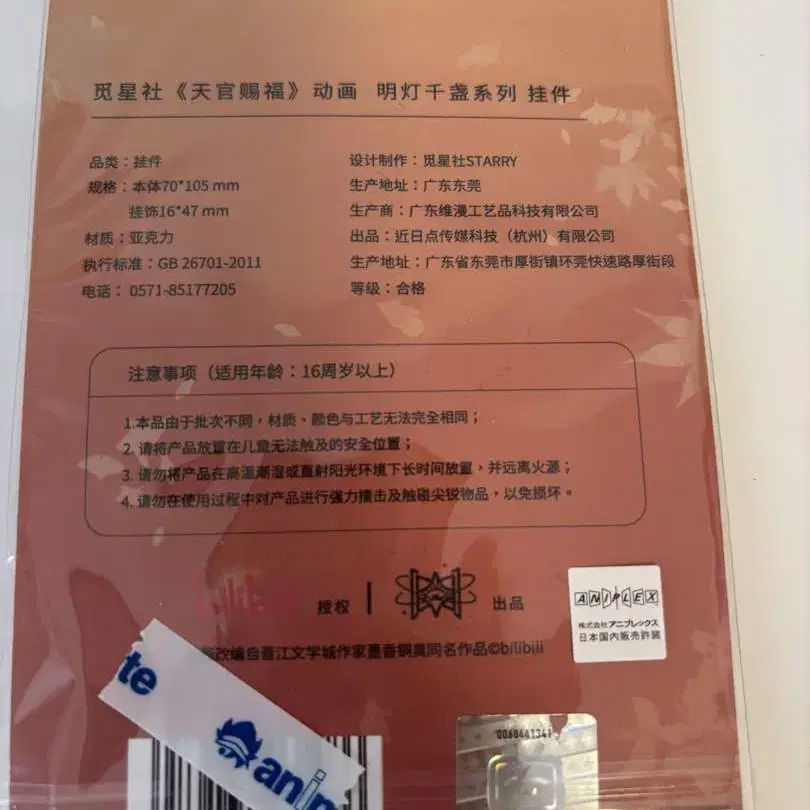 觅星社《天官赐福》动画 明灯千盏系列 挂件
品类：挂件
规格：本体70*105 mm
挂饰16*47 mm
材质：亚克力
执行标准：GB 26701-2011
电话： 0571-85177205
设计制作：觅星社STARRY
生产地址：广东东莞
生产商：广东维漫工艺品科技有限公司
出品：近日点传媒科技（杭州）有限公司
生产地址：广东省东莞市厚街镇环莞快速路厚街段
等级：合格
注意事项（适用年龄：16周岁以上）
1.本品由于批次不同，材质、颜色与工艺无法完全相同；
2. 请将产品放置在儿童无法触及的安全位置；
3. 请勿将产品在高温潮湿或直射阳光环境下长时间放置，并远离火源；
4. 请勿在使用过程中对产品进行强力撞击及触碰尖锐物品，以免损坏。
授权
出品
ANIPLEX
株式会社アニプレックス
日本国内販売許諾
改编自晋江文学城作家墨香铜臭同名作品©bilibili
te
anim
0060441341